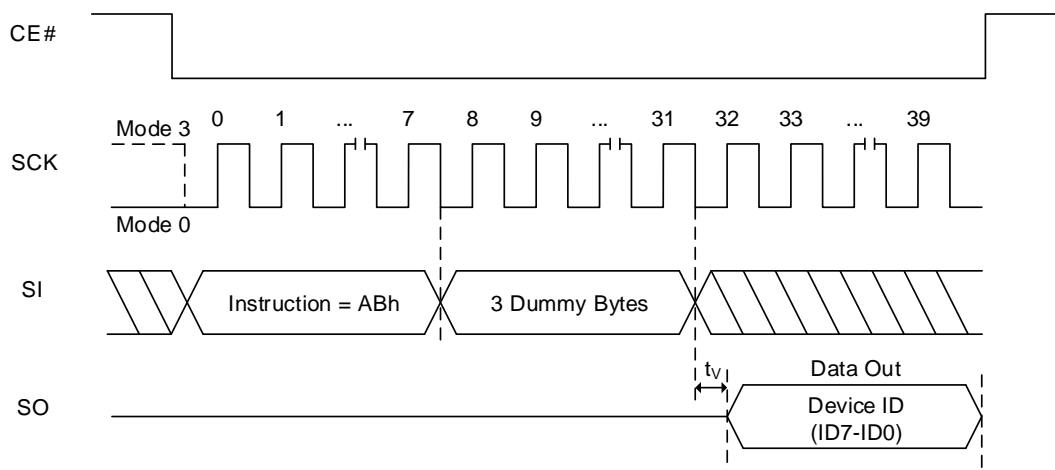 CE#
Mode 3
0 1 ... 7 8 9 ... 31 32 33 ... 39
SCK
Mode 0
SI
Instruction = ABh
3 Dummy Bytes
tV
Data Out
SO
Device ID
(ID7-ID0)